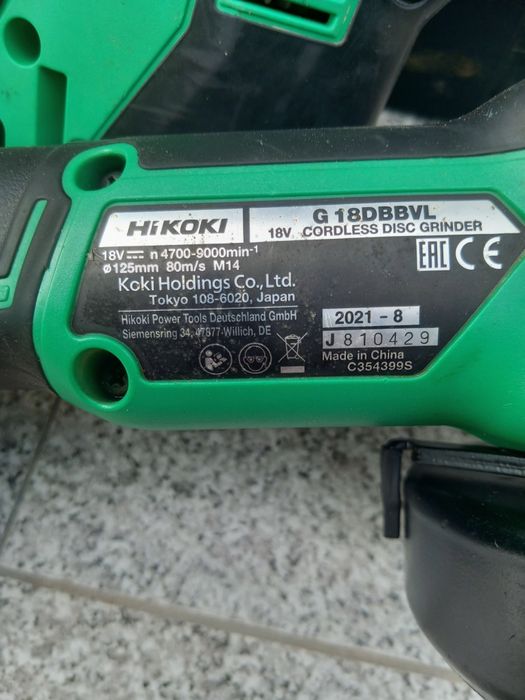 HiKOKI
G 18DBBVL
18V CORDLESS DISC GRINDER
18V n 4700-9000min-1
ø125mm 80m/s M14
Koki Holdings Co., Ltd.
Tokyo 108-6020, Japan
Hikoki Power Tools Deutschland GmbH
Siemensring 34, 47877-Willich, DE
EAC CE
2021 - 8
J 810429
Made in China
C354399S